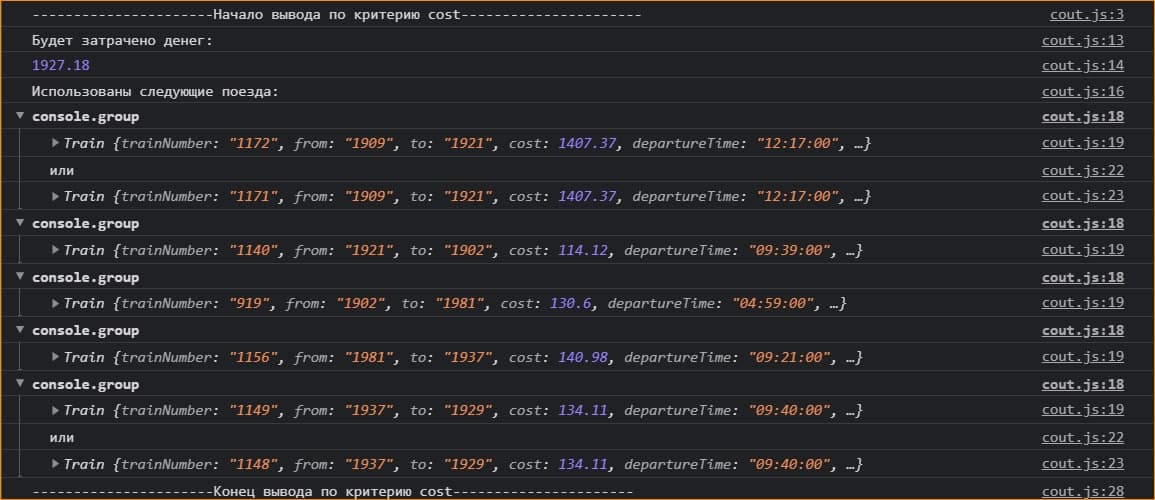 ----------------------Начало вывода по критерию cost---------------------- cout.js:3
Будет затрачено денег: cout.js:13
1927.18 cout.js:14
Использованы следующие поезда: cout.js:16
▼ console.group cout.js:18
▶ Train {trainNumber: "1172", from: "1909", to: "1921", cost: 1407.37, departureTime: "12:17:00", …} cout.js:19
или cout.js:22
▶ Train {trainNumber: "1171", from: "1909", to: "1921", cost: 1407.37, departureTime: "12:17:00", …} cout.js:23
▼ console.group cout.js:18
▶ Train {trainNumber: "1140", from: "1921", to: "1902", cost: 114.12, departureTime: "09:39:00", …} cout.js:19
▼ console.group cout.js:18
▶ Train {trainNumber: "919", from: "1902", to: "1981", cost: 130.6, departureTime: "04:59:00", …} cout.js:19
▼ console.group cout.js:18
▶ Train {trainNumber: "1156", from: "1981", to: "1937", cost: 140.98, departureTime: "09:21:00", …} cout.js:19
▼ console.group cout.js:18
▶ Train {trainNumber: "1149", from: "1937", to: "1929", cost: 134.11, departureTime: "09:40:00", …} cout.js:19
или cout.js:22
▶ Train {trainNumber: "1148", from: "1937", to: "1929", cost: 134.11, departureTime: "09:40:00", …} cout.js:23
----------------------Конец вывода по критерию cost---------------------- cout.js:28